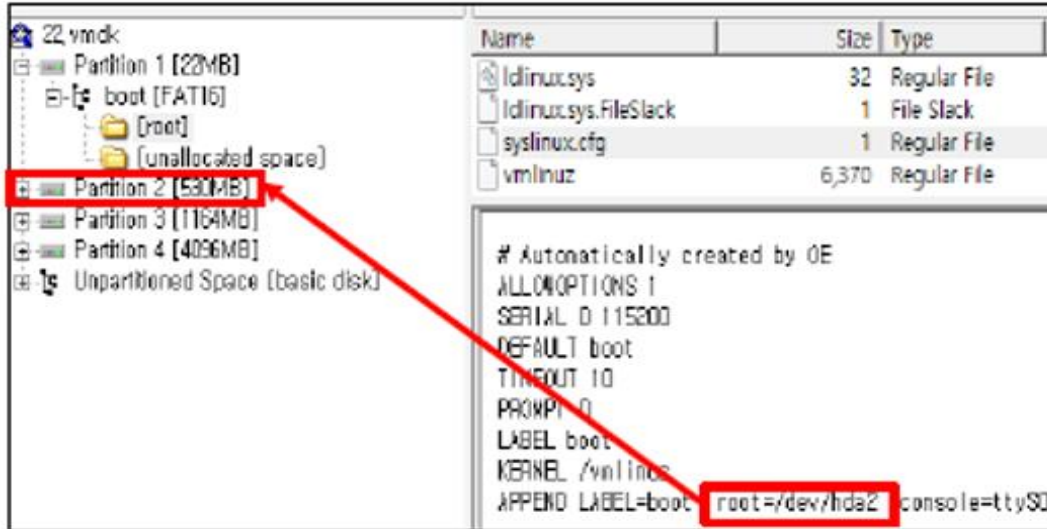 22.vmdk
Partition 1 [22MB]
boot [FAT16]
[root]
[unallocated space]
Partition 2 [530MB]
Partition 3 [1164MB]
Partition 4 [4096MB]
Unpartitioned Space [basic disk]
Name Size Type
ldlinux.sys 32 Regular File
ldlinux.sys.FileSlack 1 File Slack
syslinux.cfg 1 Regular File
vmlinuz 6,370 Regular File
# Automatically created by OE
ALLOWOPTIONS 1
SERIAL 0 115200
DEFAULT boot
TIMEOUT 10
PROMPT 0
LABEL boot
KERNEL /vmlinuz
APPEND LABEL=boot root=/dev/hda2 console=ttyS0